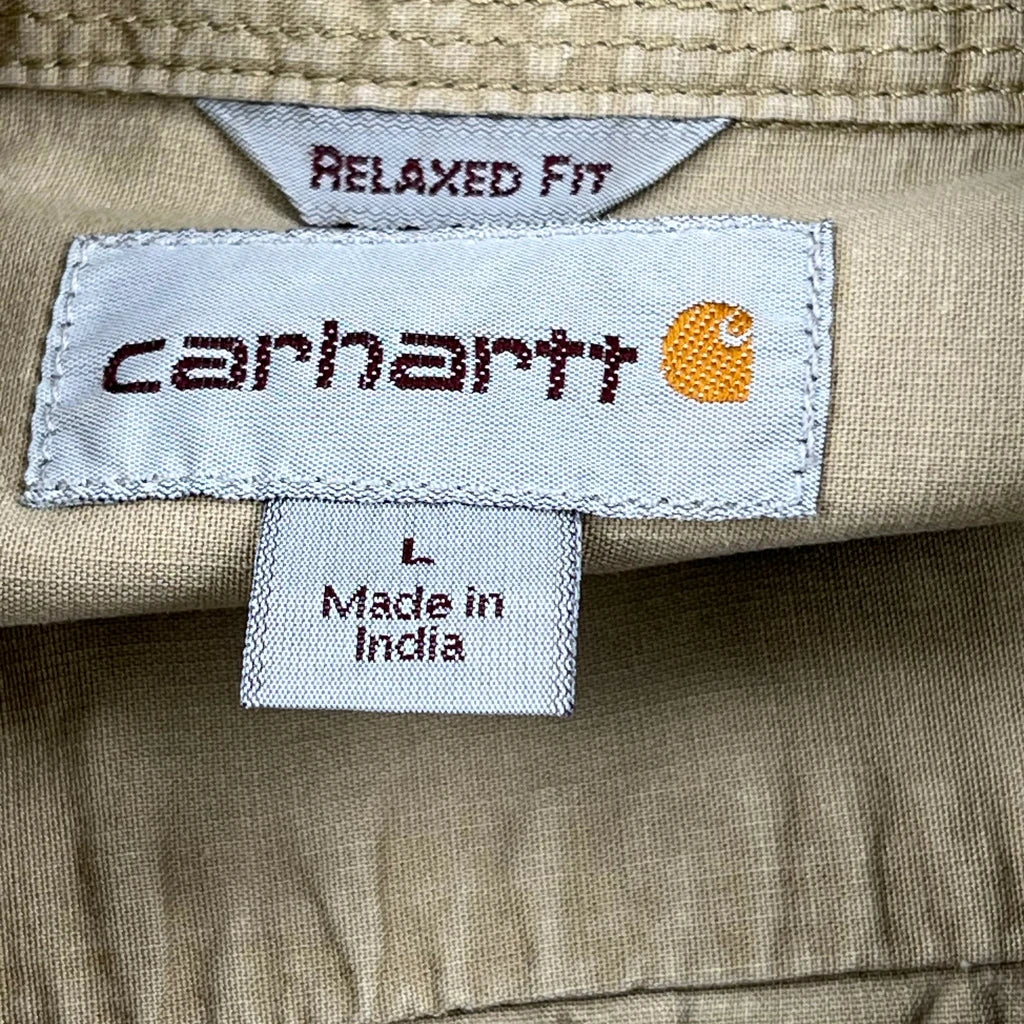 RELAXED FIT
carhartt
L
Made in
India